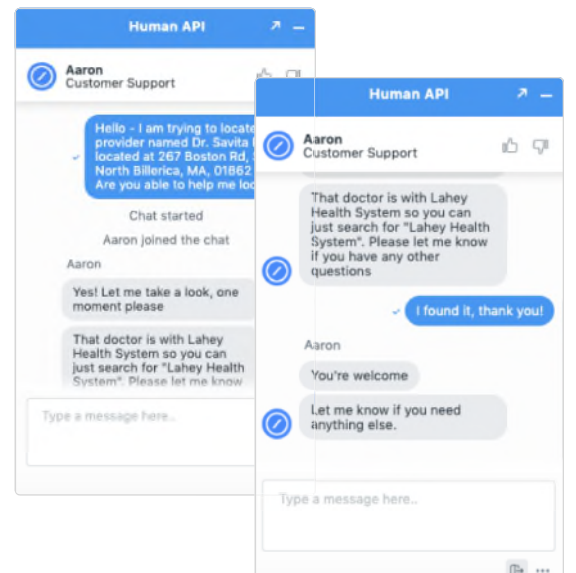 Human API
Aaron
Customer Support
Hello - I am trying to locate
provider named Dr. Savita
located at 267 Boston Rd,
North Billerica, MA, 01862
Are you able to help me
Chat started
Aaron joined the chat
Aaron
Yes! Let me take a look, one
moment please
That doctor is with Lahey
Health System so you can
just search for "Lahey Health
System". Please let me know
Type a message here..
Human API
Aaron
Customer Support
That doctor is with Lahey
Health System so you can
just search for "Lahey Health
System". Please let me know
if you have any other
questions
I found it, thank you!
Aaron
You're welcome
Let me know if you need
anything else.
Type a message here..